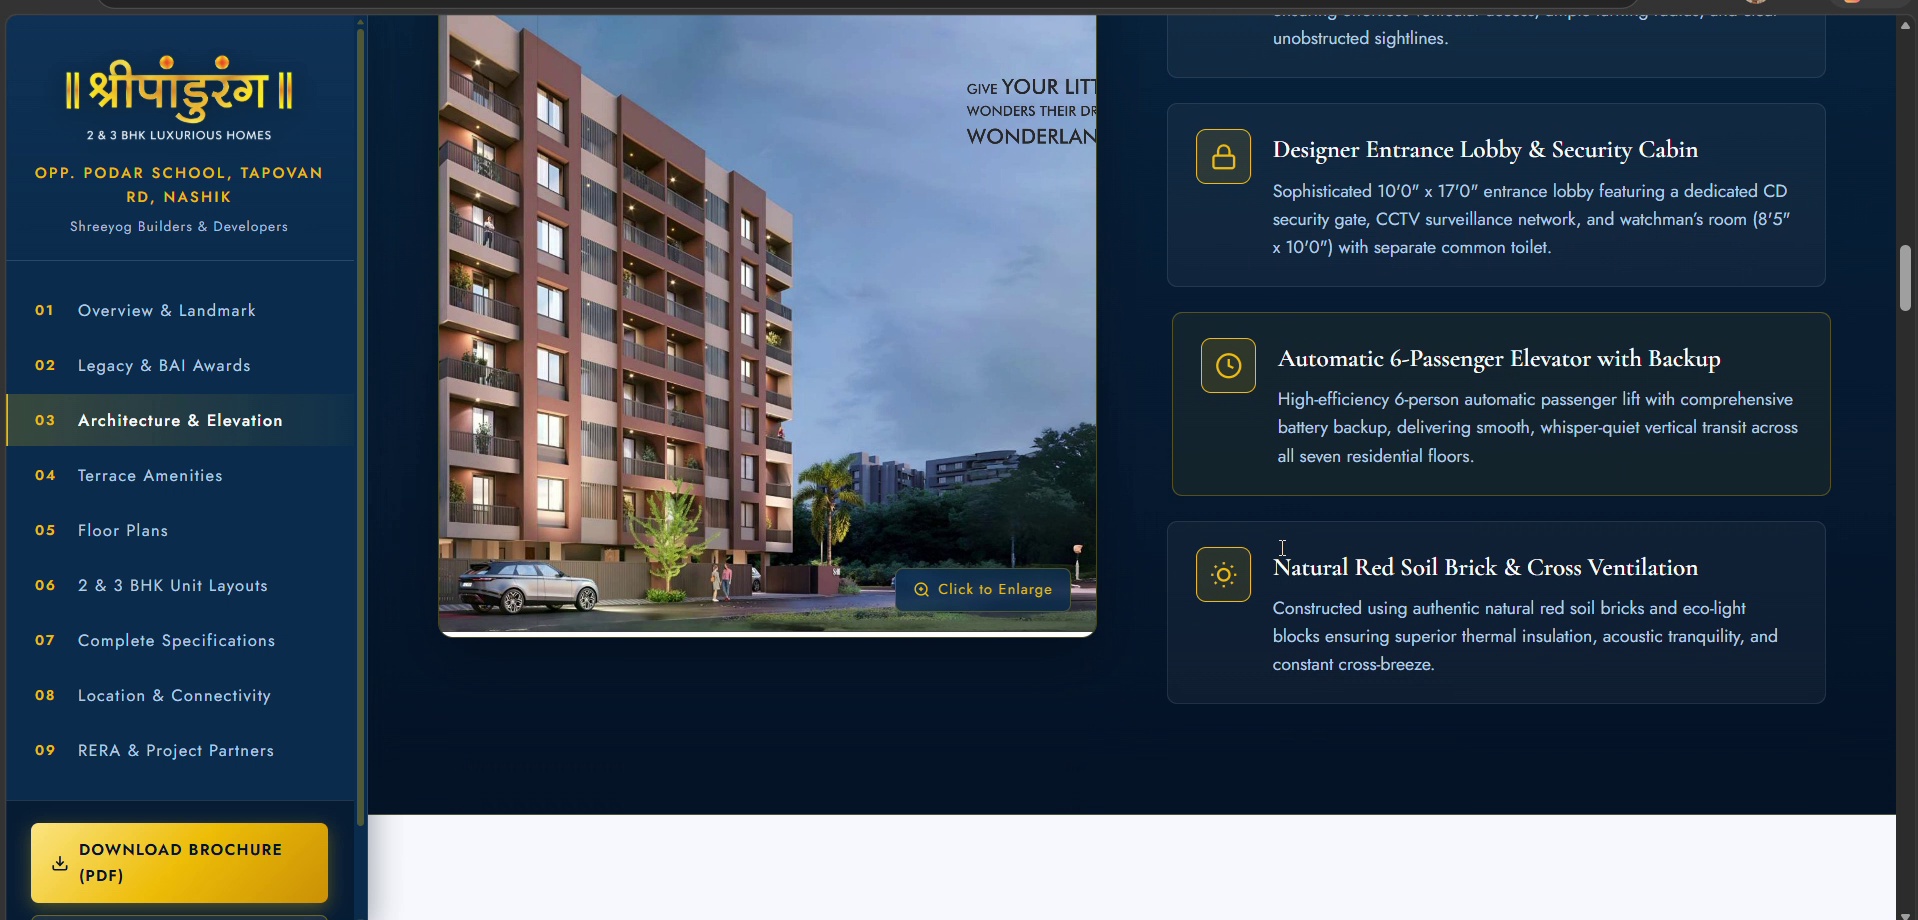 ॥ श्रीपांडुरंग ॥
2 & 3 BHK LUXURIOUS HOMES
OPP. PODAR SCHOOL, TAPOVAN
RD, NASHIK
Shreeyog Builders & Developers
01 Overview & Landmark
02 Legacy & BAI Awards
03 Architecture & Elevation
04 Terrace Amenities
05 Floor Plans
06 2 & 3 BHK Unit Layouts
07 Complete Specifications
08 Location & Connectivity
09 RERA & Project Partners
DOWNLOAD BROCHURE
(PDF)
GIVE YOUR LITT
WONDERS THEIR DR
WONDERLAN
Click to Enlarge
unobstructed sightlines.
Designer Entrance Lobby & Security Cabin
Sophisticated 10'0" x 17'0" entrance lobby featuring a dedicated CD
security gate, CCTV surveillance network, and watchman's room (8'5"
x 10'0") with separate common toilet.
Automatic 6-Passenger Elevator with Backup
High-efficiency 6-person automatic passenger lift with comprehensive
battery backup, delivering smooth, whisper-quiet vertical transit across
all seven residential floors.
Natural Red Soil Brick & Cross Ventilation
Constructed using authentic natural red soil bricks and eco-light
blocks ensuring superior thermal insulation, acoustic tranquility, and
constant cross-breeze.